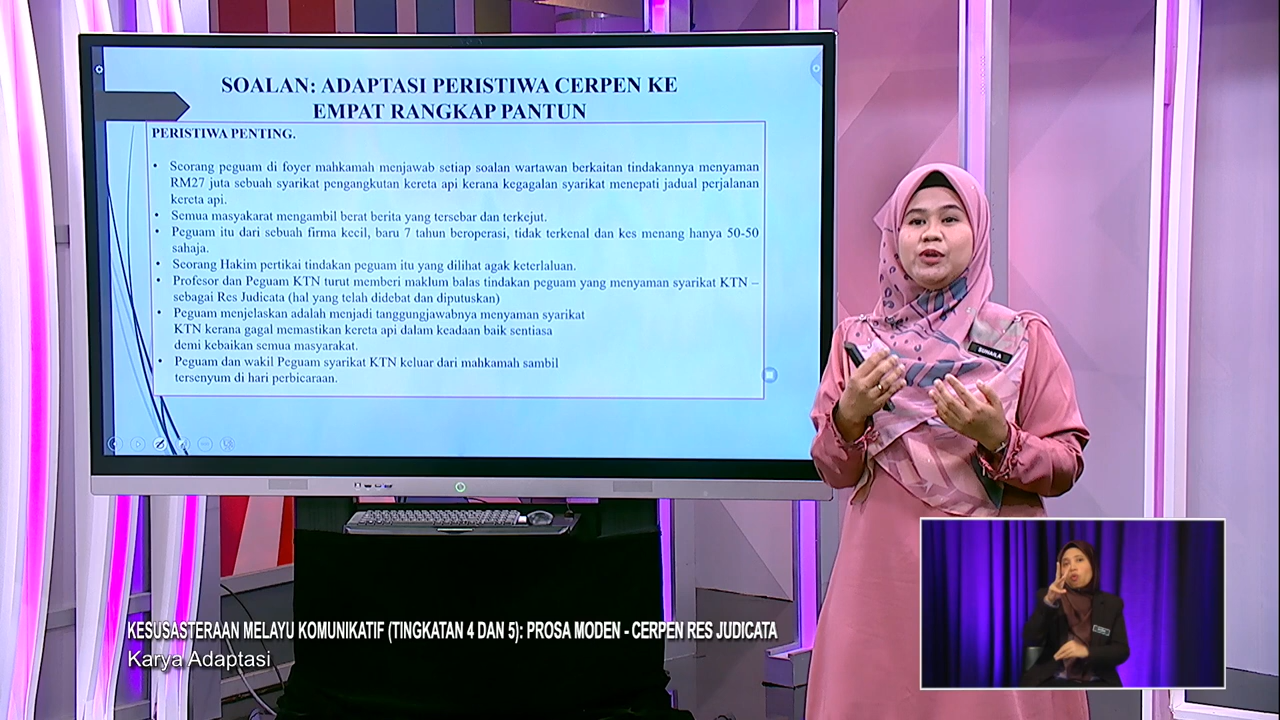 SOALAN: ADAPTASI PERISTIWA CERPEN KE
EMPAT RANGKAP PANTUN
PERISTIWA PENTING.
• Seorang peguam di foyer mahkamah menjawab setiap soalan wartawan berkaitan tindakannya menyaman
RM27 juta sebuah syarikat pengangkutan kereta api kerana kegagalan syarikat menepati jadual perjalanan
kereta api.
• Semua masyakarat mengambil berat berita yang tersebar dan terkejut.
• Peguam itu dari sebuah firma kecil, baru 7 tahun beroperasi, tidak terkenal dan kes menang hanya 50-50
sahaja.
• Seorang Hakim pertikai tindakan peguam itu yang dilihat agak keterlaluan.
• Profesor dan Peguam KTN turut memberi maklum balas tindakan peguam yang menyaman syarikat KTN –
sebagai Res Judicata (hal yang telah didebat dan diputuskan)
• Peguam menjelaskan adalah menjadi tanggungjawabnya menyaman syarikat
KTN kerana gagal memastikan kereta api dalam keadaan baik sentiasa
demi kebaikan semua masyarakat.
• Peguam dan wakil Peguam syarikat KTN keluar dari mahkamah sambil
tersenyum di hari perbicaraan.
SUHAILA
KESUSASTERAAN MELAYU KOMUNIKATIF (TINGKATAN 4 DAN 5): PROSA MODEN - CERPEN RES JUDICATA
Karya Adaptasi